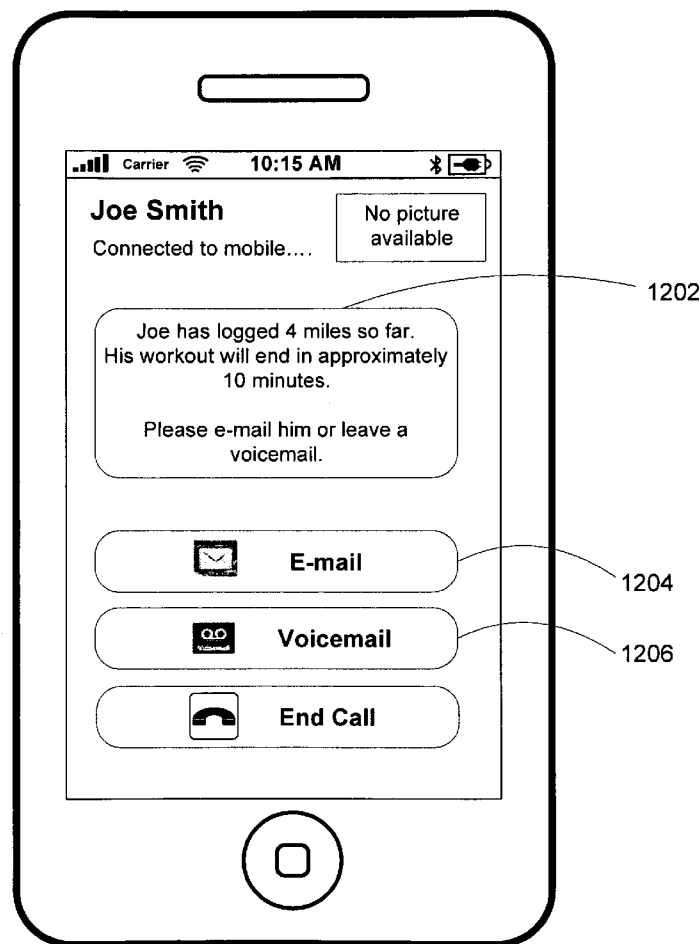 Carrier 10:15 AM
Joe Smith
Connected to mobile....
No picture
available
1202
Joe has logged 4 miles so far.
His workout will end in approximately
10 minutes.
Please e-mail him or leave a
voicemail.
E-mail
1204
Voicemail
1206
End Call